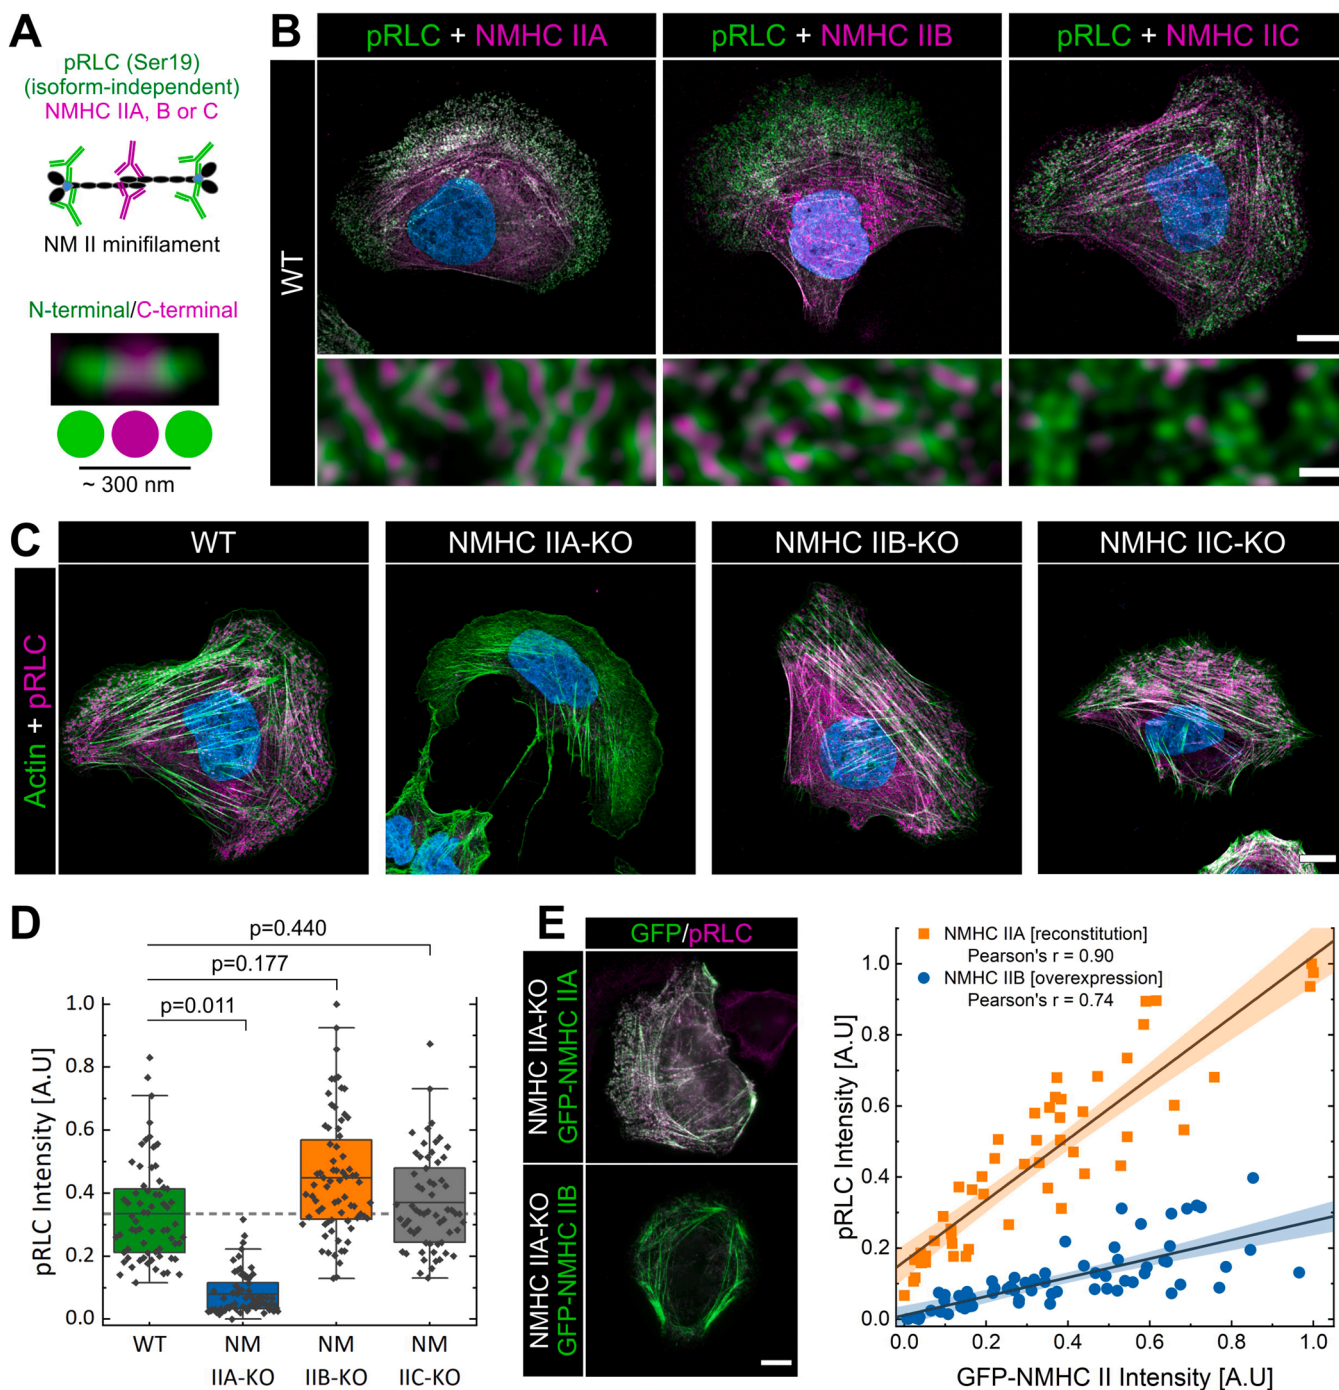 A
pRLC (Ser19)
(isoform-independent)
NMHC IIA, B or C
NM II minifilament
N-terminal/C-terminal
~ 300 nm
B
pRLC + NMHC IIA
pRLC + NMHC IIB
pRLC + NMHC IIC
WT
C
WT
NMHC IIA-KO
NMHC IIB-KO
NMHC IIC-KO
Actin + pRLC
D
p=0.440
p=0.177
p=0.011
pRLC Intensity [A.U]
1.0
0.8
0.6
0.4
0.2
0.0
WT
NM
IIA-KO
NM
IIB-KO
NM
IIC-KO
E
GFP/pRLC
NMHC IIA-KO
GFP-NMHC IIA
NMHC IIA-KO
GFP-NMHC IIB
NMHC IIA [reconstitution]
Pearson's r = 0.90
NMHC IIB [overexpression]
Pearson's r = 0.74
pRLC Intensity [A.U]
1.0
0.8
0.6
0.4
0.2
0.0
0.0 0.2 0.4 0.6 0.8 1.0
GFP-NMHC II Intensity [A.U]